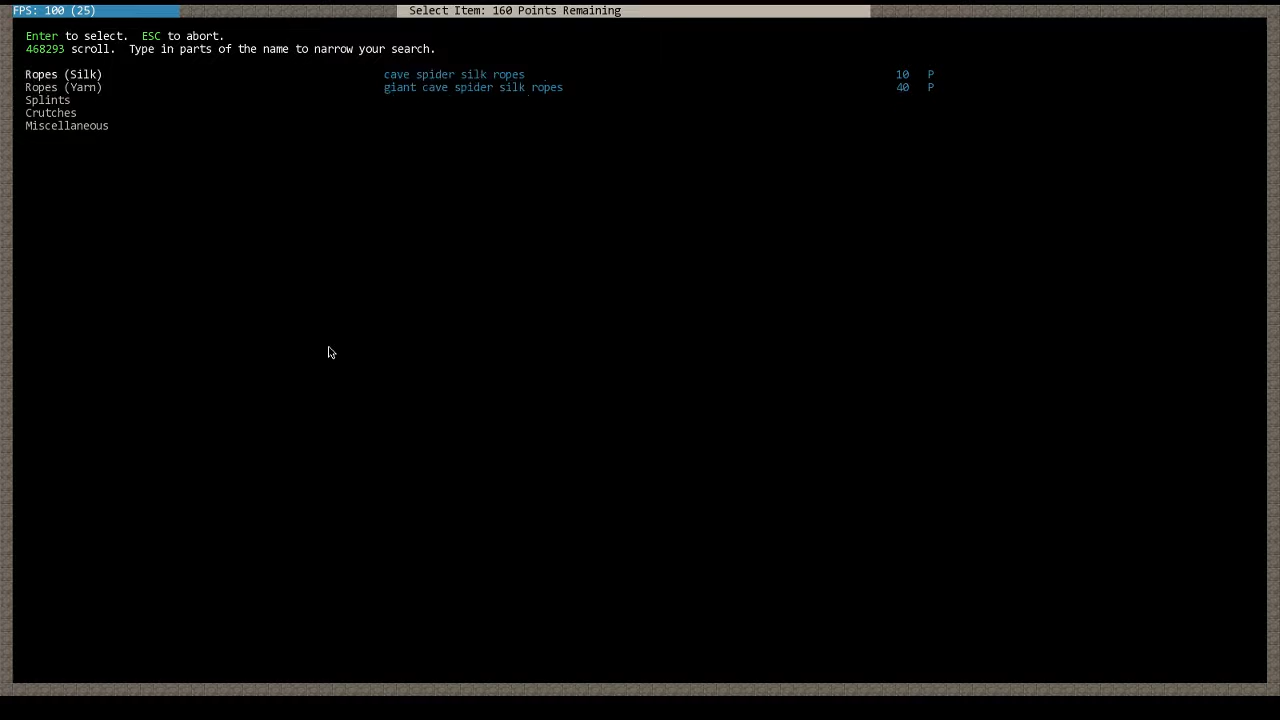 FPS: 100 (25) Select Item: 160 Points Remaining
Enter to select. ESC to abort.
468293 scroll. Type in parts of the name to narrow your search.
Ropes (Silk) cave spider silk ropes 10 P
Ropes (Yarn) giant cave spider silk ropes 40 P
Splints
Crutches
Miscellaneous